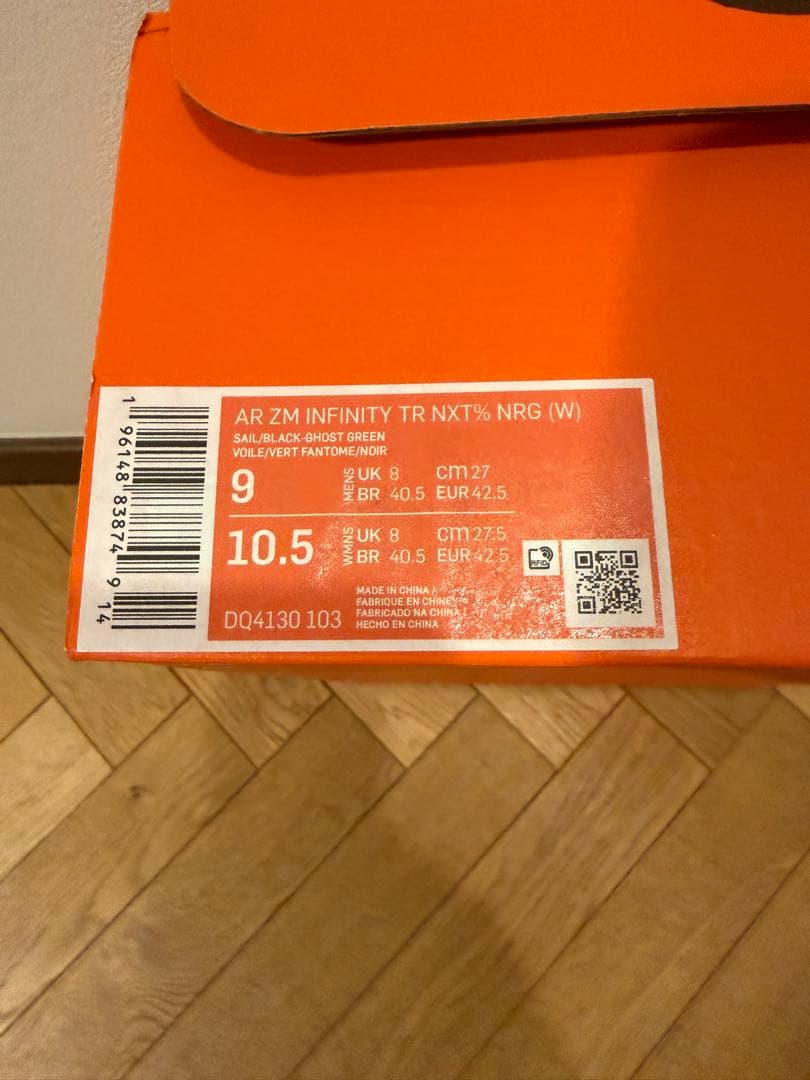 AR ZM INFINITY TR NXT% NRG (W)
SAIL/BLACK-GHOST GREEN
VOILE/VERT FANTOME/NOIR
9 MENS UK 8 cm 27
BR 40.5 EUR 42.5
10.5 WMNS UK 8 cm 27.5
BR 40.5 EUR 42.5
RFID
DQ4130 103
MADE IN CHINA /
FABRIQUE EN CHINE /
FABRICADO NA CHINA /
HECHO EN CHINA
1 96148 83874 9 14